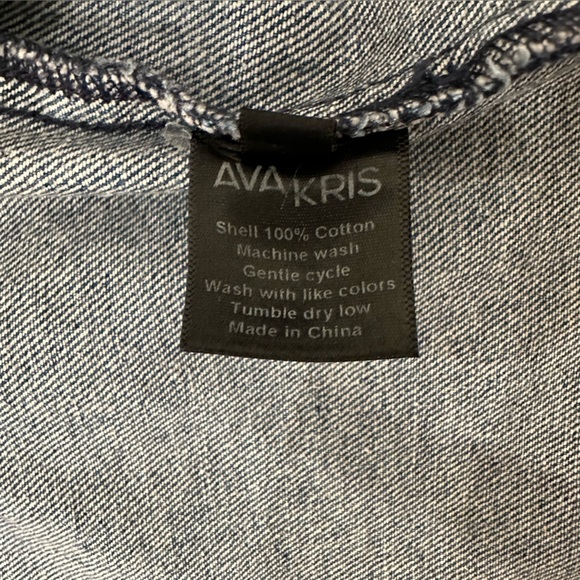 AVA/KRIS
Shell 100% Cotton
Machine wash
Gentle cycle
Wash with like colors
Tumble dry low
Made in China